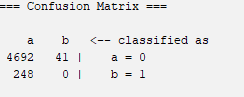 === Confusion Matrix ===
a b <-- classified as
4692 41 | a = 0
248 0 | b = 1